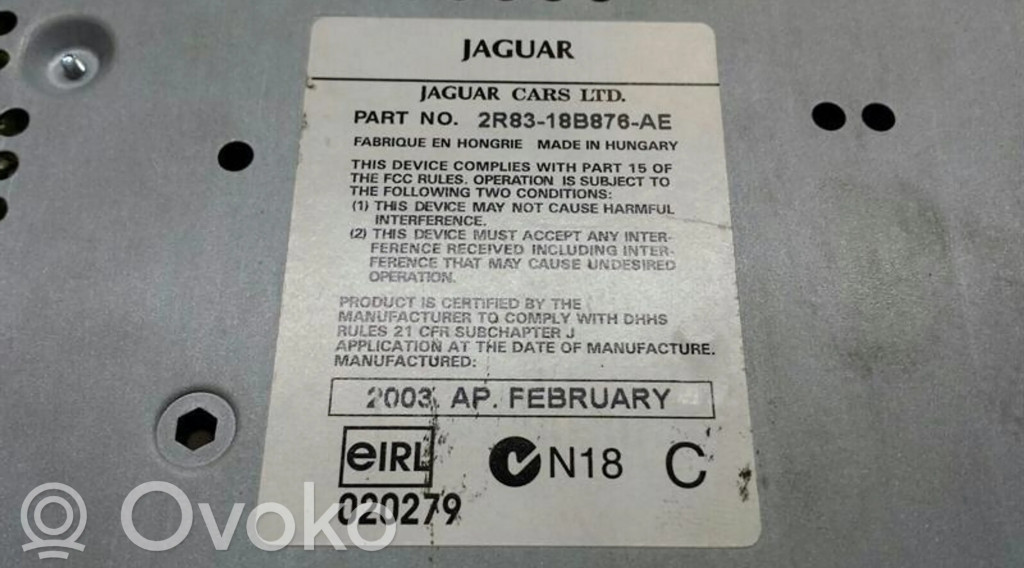 JAGUAR
JAGUAR CARS LTD.
PART NO. 2R83-18B876-AE
FABRIQUE EN HONGRIE MADE IN HUNGARY
THIS DEVICE COMPLIES WITH PART 15 OF
THE FCC RULES. OPERATION IS SUBJECT TO
THE FOLLOWING TWO CONDITIONS:
(1) THIS DEVICE MAY NOT CAUSE HARMFUL
INTERFERENCE.
(2) THIS DEVICE MUST ACCEPT ANY INTER-
FERENCE RECEIVED INCLUDING INTER-
FERENCE THAT MAY CAUSE UNDESIRED
OPERATION.
PRODUCT IS CERTIFIED BY THE
MANUFACTURER TO COMPLY WITH DHHS
RULES 21 CFR SUBCHAPTER J
APPLICATION AT THE DATE OF MANUFACTURE.
MANUFACTURED:
2003. AP. FEBRUARY
eIRL N18 C
020279
Ovoko